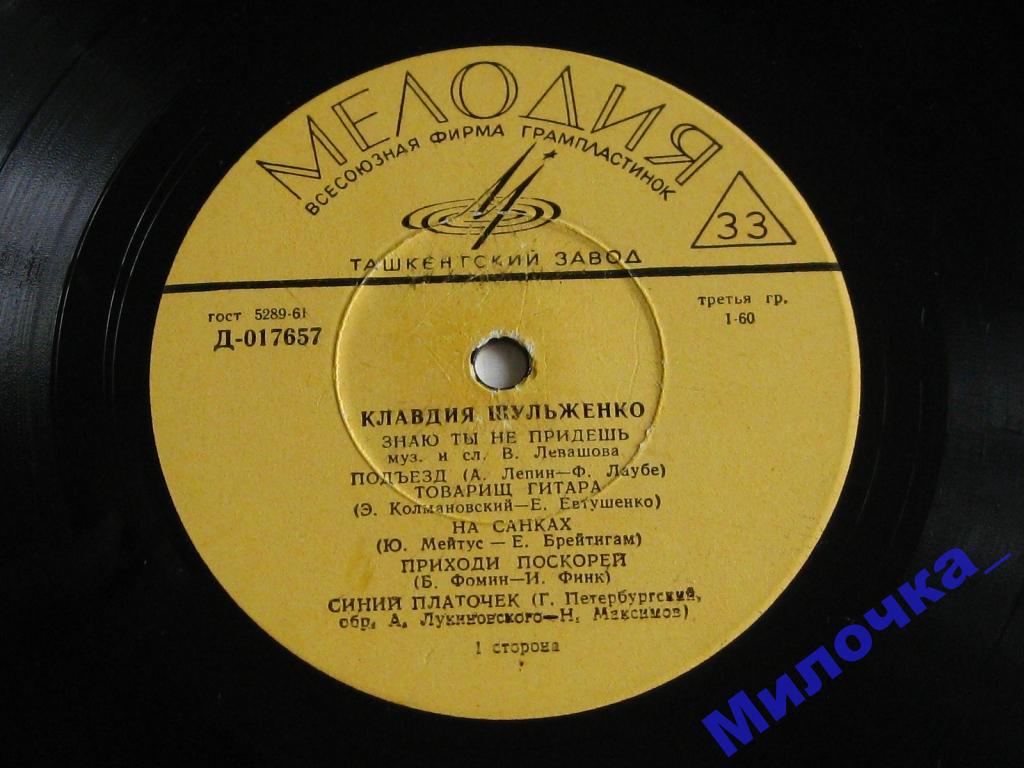 МЕЛОДИЯ
ВСЕСОЮЗНАЯ ФИРМА ГРАМПЛАСТИНОК
33
ТАШКЕНТСКИЙ ЗАВОД
гост 5289-61
Д-017657
третья гр.
1-60
КЛАВДИЯ ШУЛЬЖЕНКО
ЗНАЮ ТЫ НЕ ПРИДЕШЬ
муз. и сл. В. Левашова
ПОДЪЕЗД (А. Лепин—Ф. Лаубе)
ТОВАРИЩ ГИТАРА
(Э. Колмановский—Е. Евтушенко)
НА САНКАХ
(Ю. Мейтус — Е. Брейтигам)
ПРИХОДИ ПОСКОРЕЙ
(Б. Фомин—И. Финк)
СИНИЙ ПЛАТОЧЕК (Г. Петербургский,
обр. А. Лукиновского—Н. Максимов)
1 сторона
Милочка_